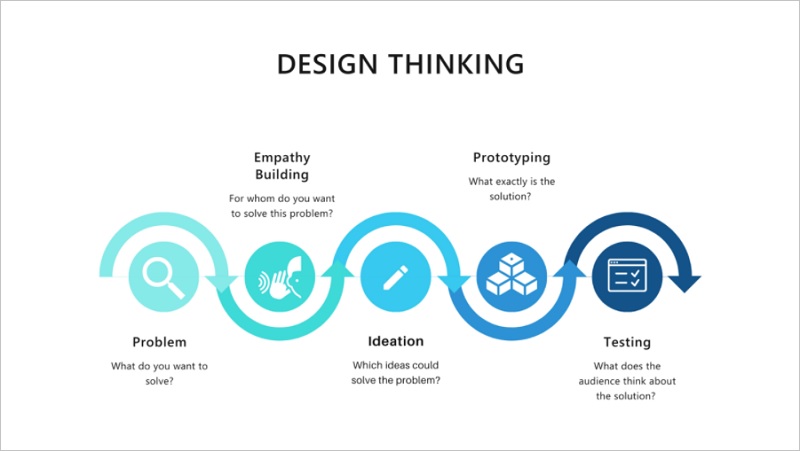 DESIGN THINKING
Problem
What do you want to
solve?
Empathy
Building
For whom do you want
to solve this problem?
Ideation
Which ideas could
solve the problem?
Prototyping
What exactly is the
solution?
Testing
What does the
audience think about
the solution?